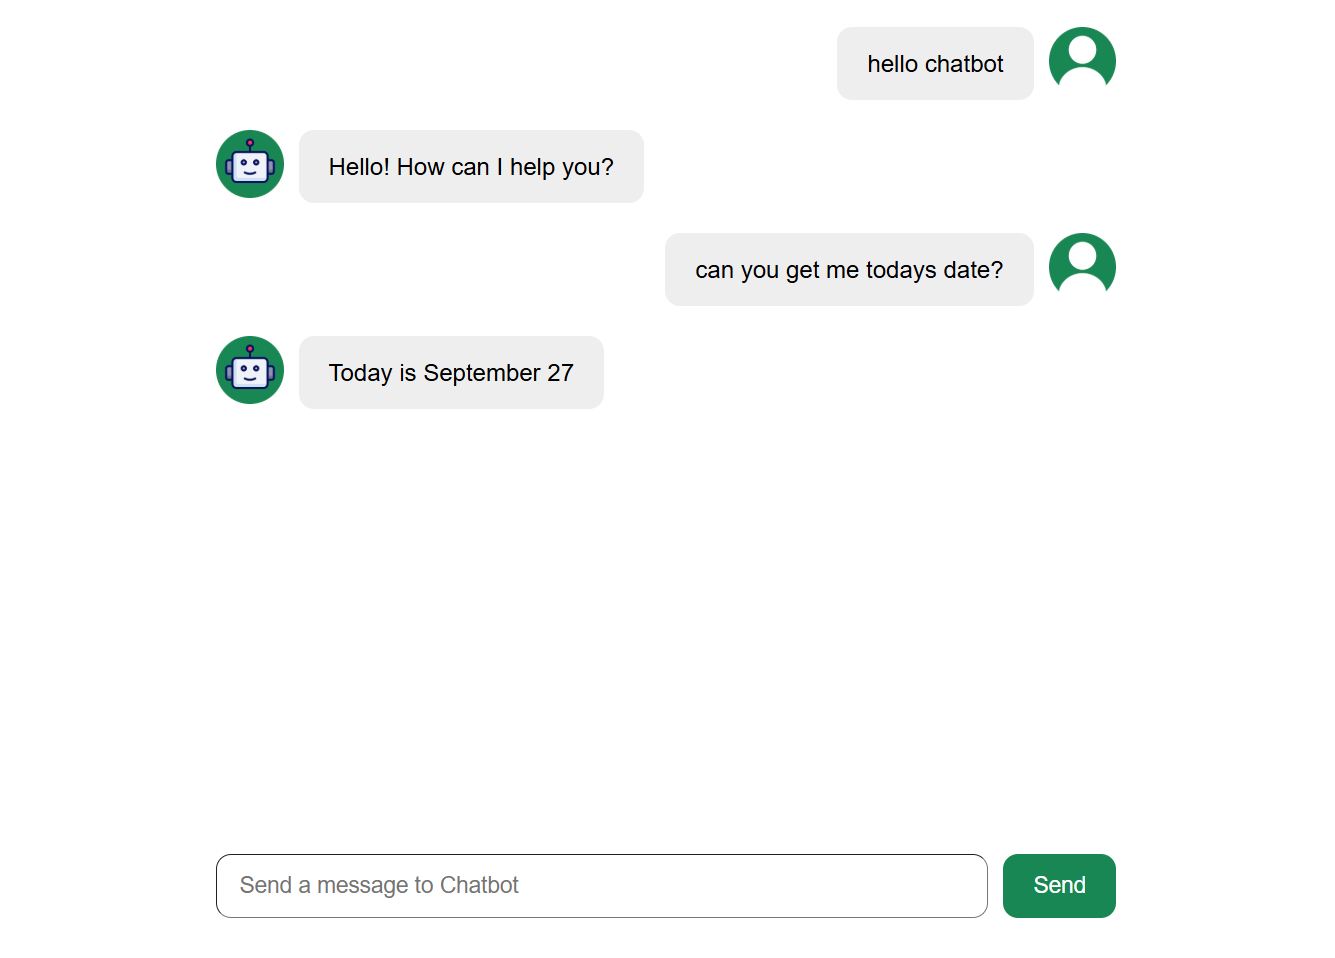 hello chatbot
Hello! How can I help you?
can you get me todays date?
Today is September 27
Send a message to Chatbot
Send